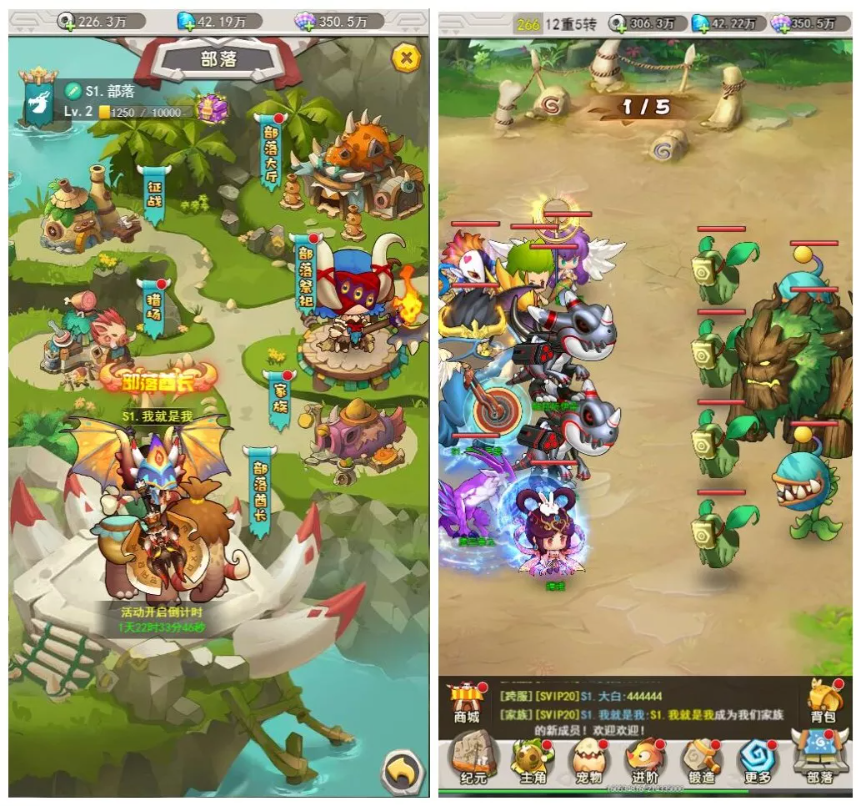 226.3万
42.19万
350.5万
部落
S1.部落
Lv.2
1250 / 10000
部落大厅
征战
部落祭祀
猎场
部落酋长
S1.我就是我
家族
部落酋长
活动开启倒计时
1天22时33分46秒
266
12重5转
306.3万
42.22万
350.5万
1/5
[跨服][SVIP20]S1.大白:444444
[家族][SVIP20]S1.我就是我:S1.我就是我成为我们家族
的新成员！欢迎欢迎！
商城
背包
纪元
主角
宠物
进阶
锻造
更多
部落